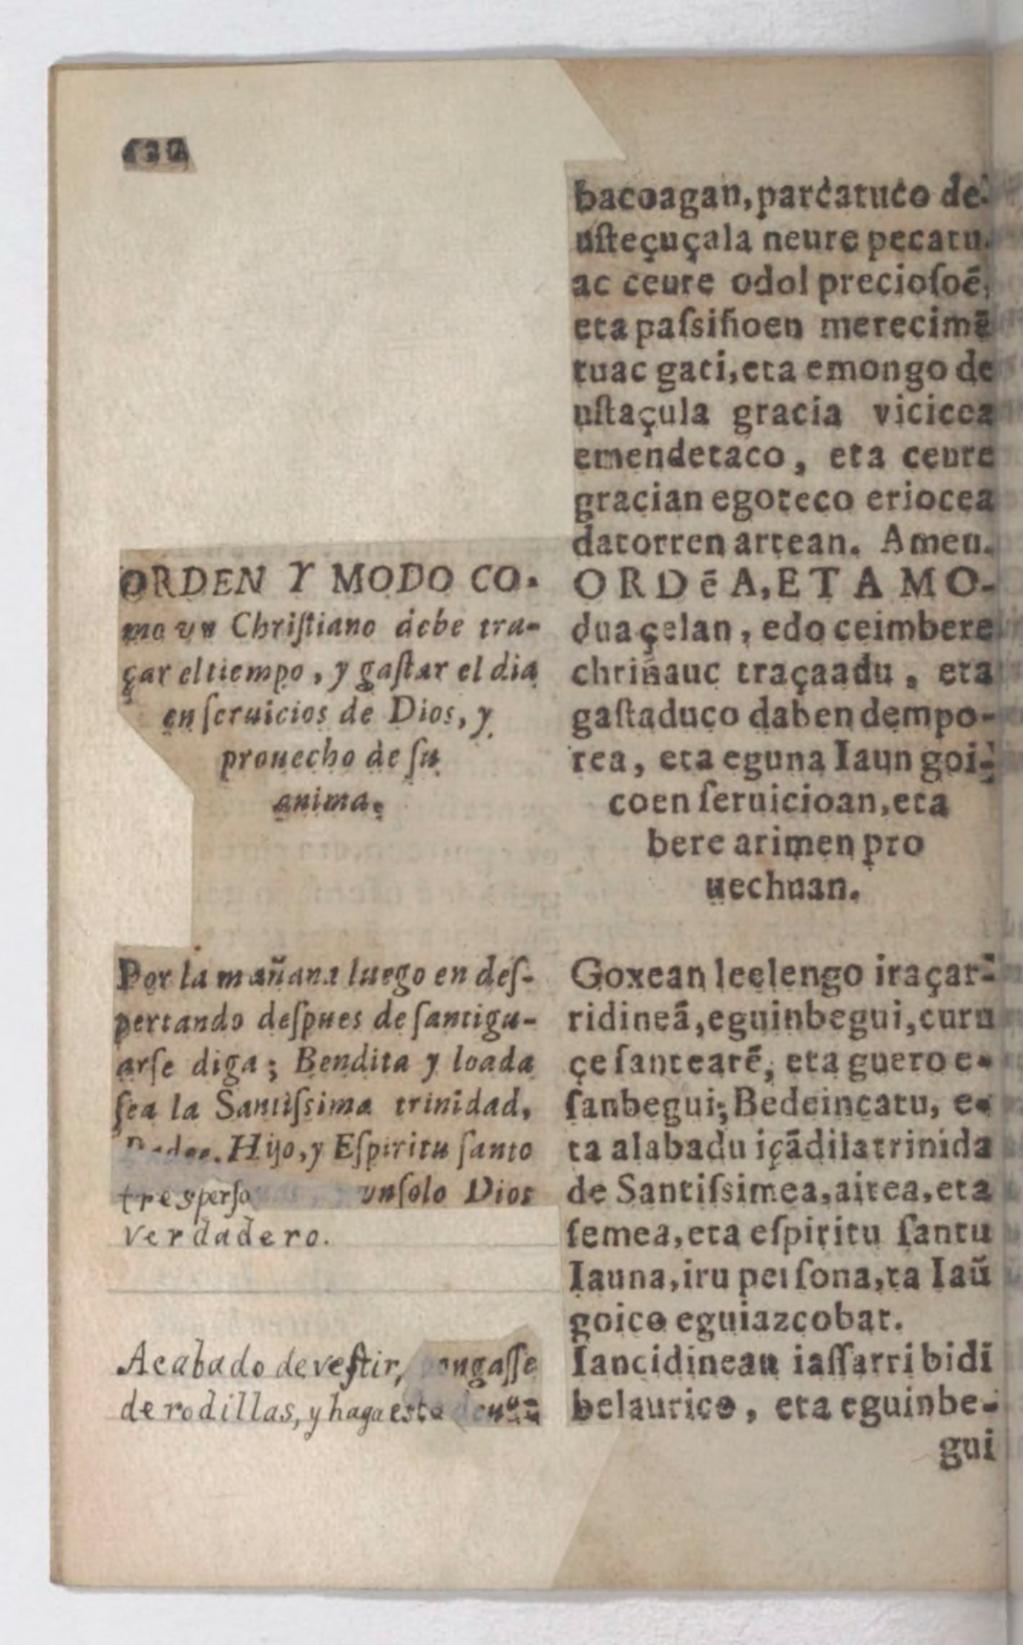 ORDEN Y MODO CO-
mo vn Chriſtiano debe tra-
çar el tiempo, y gaſtar el dia
en ſeruicios de Dios, y
prouecho de ſu
anima.
Por la mañana luego en deſ-
pertando deſpues de ſantigu-
arſe diga; Bendita y loada
ſea la Santiſsima trinidad,
Hijo, y Eſpiritu ſanto
tres perſo vn ſolo Dios
verdadero.
Acabado de veſtir, pongaſſe
de rodillas, y haga esta
bacoagan, parcatuco de-
uſteçuçala neure pecatu-
ac ceure odol precioſoē,
eta paſsiñoen merecimē
tuac gati, eta emongo de
uſtaçula gracia vicicea
emendetaco, eta ceure
gracian egoteco eriocea
datorren artean. Amen.
ORDēA, ETA MO-
dua çelan, edo ceimbere
chriñauc traçaadu, eta
gaſtaduco daben dempo-
rea, eta eguna Iaun goi-
coen ſeruicioan, eta
bere arimen pro
uechuan.
Goxean leelengo iraçar-
ridineā, eguinbegui, curu
çe ſantearē, eta guero e-
ſanbegui; Bedeincatu, e-
ta alabadu içādila trinida
de Santiſsimea, aitea, eta
ſemea, eta eſpiritu ſantu
Iauna, iru perſona, ta Iaū
goico eguiazcobat.
Iancidinean iaſſarri bidi
belaurico, eta eguinbe-
gui